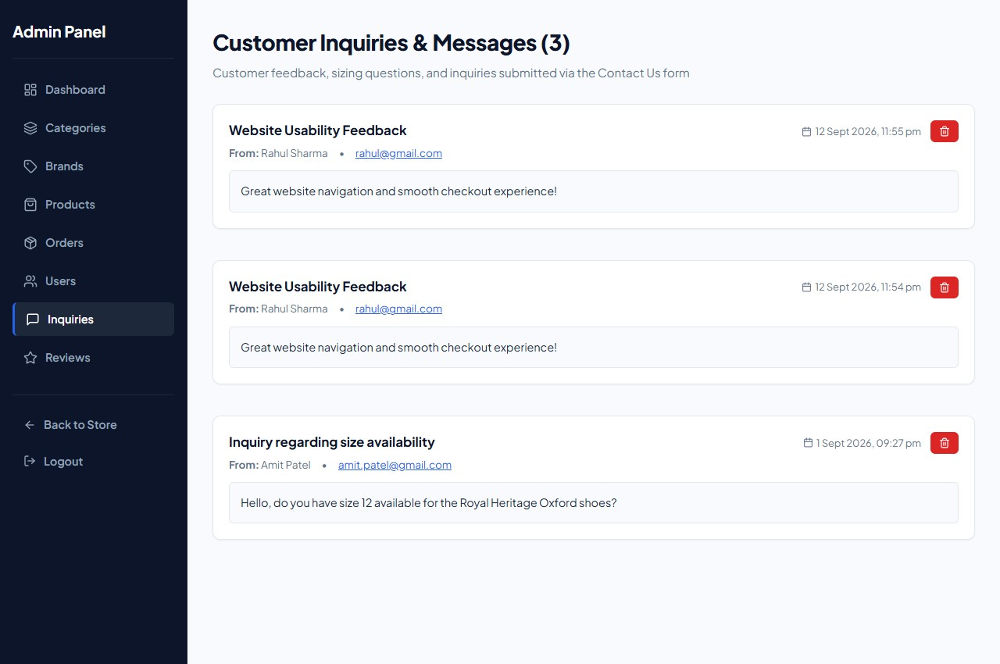 Admin Panel
Dashboard
Categories
Brands
Products
Orders
Users
Inquiries
Reviews
Back to Store
Logout
Customer Inquiries & Messages (3)
Customer feedback, sizing questions, and inquiries submitted via the Contact Us form
Website Usability Feedback
12 Sept 2026, 11:55 pm
From: Rahul Sharma • rahul@gmail.com
Great website navigation and smooth checkout experience!
Website Usability Feedback
12 Sept 2026, 11:54 pm
From: Rahul Sharma • rahul@gmail.com
Great website navigation and smooth checkout experience!
Inquiry regarding size availability
1 Sept 2026, 09:27 pm
From: Amit Patel • amit.patel@gmail.com
Hello, do you have size 12 available for the Royal Heritage Oxford shoes?